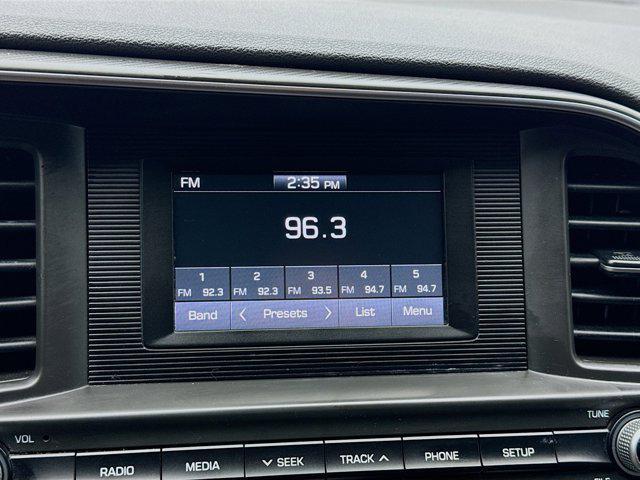 FM 2:35 PM
96.3
1 2 3 4 5
FM 92.3 FM 92.3 FM 93.5 FM 94.7 FM 94.7
Band < Presets > List Menu
VOL TUNE
RADIO MEDIA SEEK TRACK PHONE SETUP
FILE